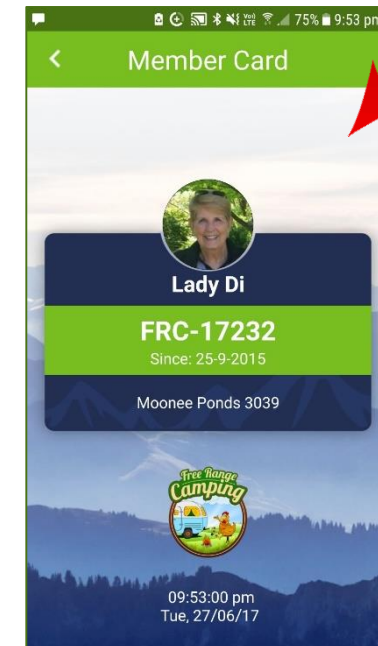 75% 9:53 pm
Member Card
Lady Di
FRC-17232
Since: 25-9-2015
Moonee Ponds 3039
Free Range
Camping
09:53:00 pm
Tue, 27/06/17